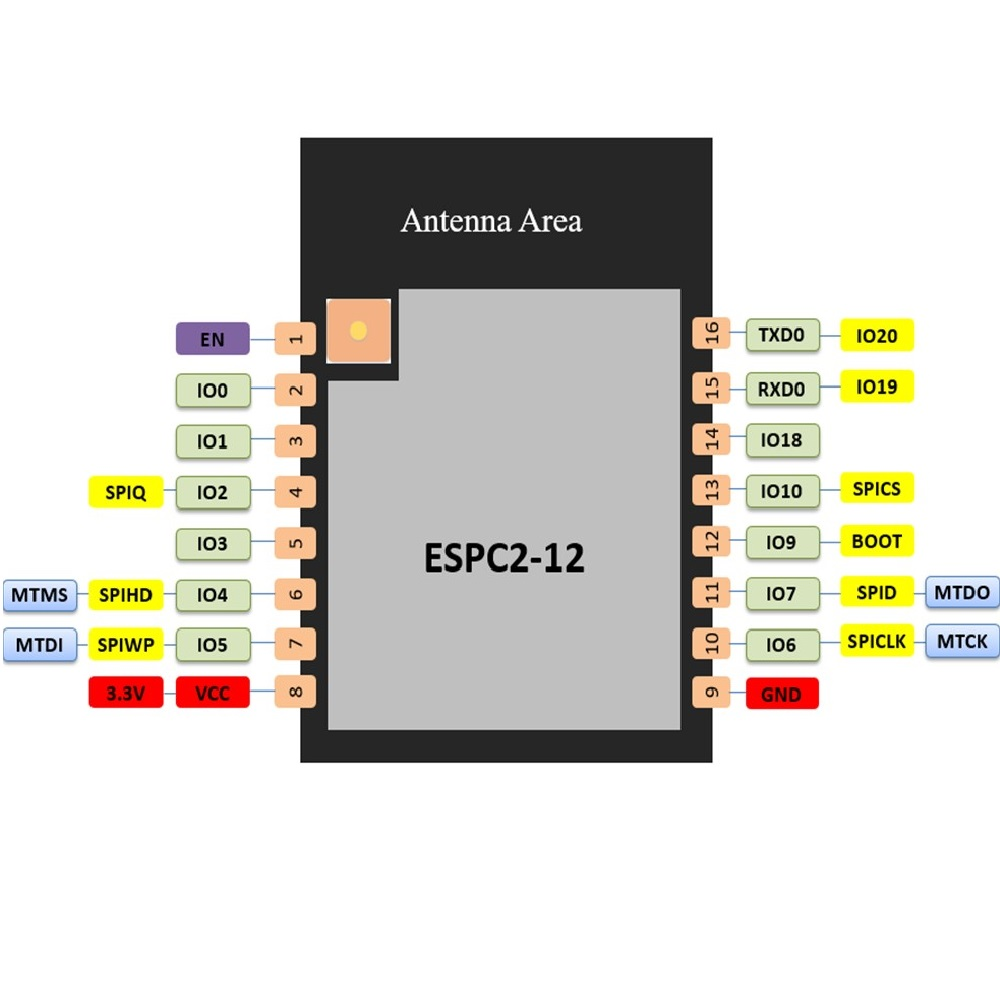 Antenna Area
EN 1 16 TXD0 IO20
IO0 2 15 RXD0 IO19
IO1 3 14 IO18
SPIQ IO2 4 13 IO10 SPICS
IO3 5 12 IO9 BOOT
ESPC2-12
MTMS SPIHD IO4 6 11 IO7 SPID MTDO
MTDI SPIWP IO5 7 10 IO6 SPICLK MTCK
3.3V VCC 8 9 GND